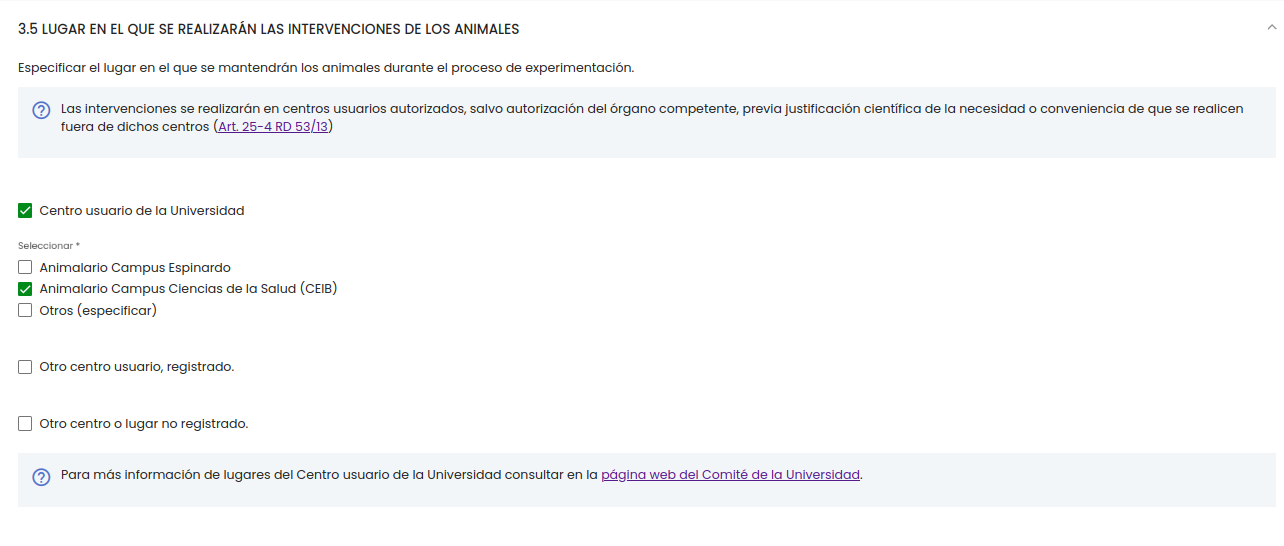 3.5 LUGAR EN EL QUE SE REALIZARÁN LAS INTERVENCIONES DE LOS ANIMALES
Especificar el lugar en el que se mantendrán los animales durante el proceso de experimentación.
Las intervenciones se realizarán en centros usuarios autorizados, salvo autorización del órgano competente, previa justificación científica de la necesidad o conveniencia de que se realicen
fuera de dichos centros (Art. 25-4 RD 53/13)
Centro usuario de la Universidad
Seleccionar *
Animalario Campus Espinardo
Animalario Campus Ciencias de la Salud (CEIB)
Otros (especificar)
Otro centro usuario, registrado.
Otro centro o lugar no registrado.
Para más información de lugares del Centro usuario de la Universidad consultar en la página web del Comité de la Universidad.